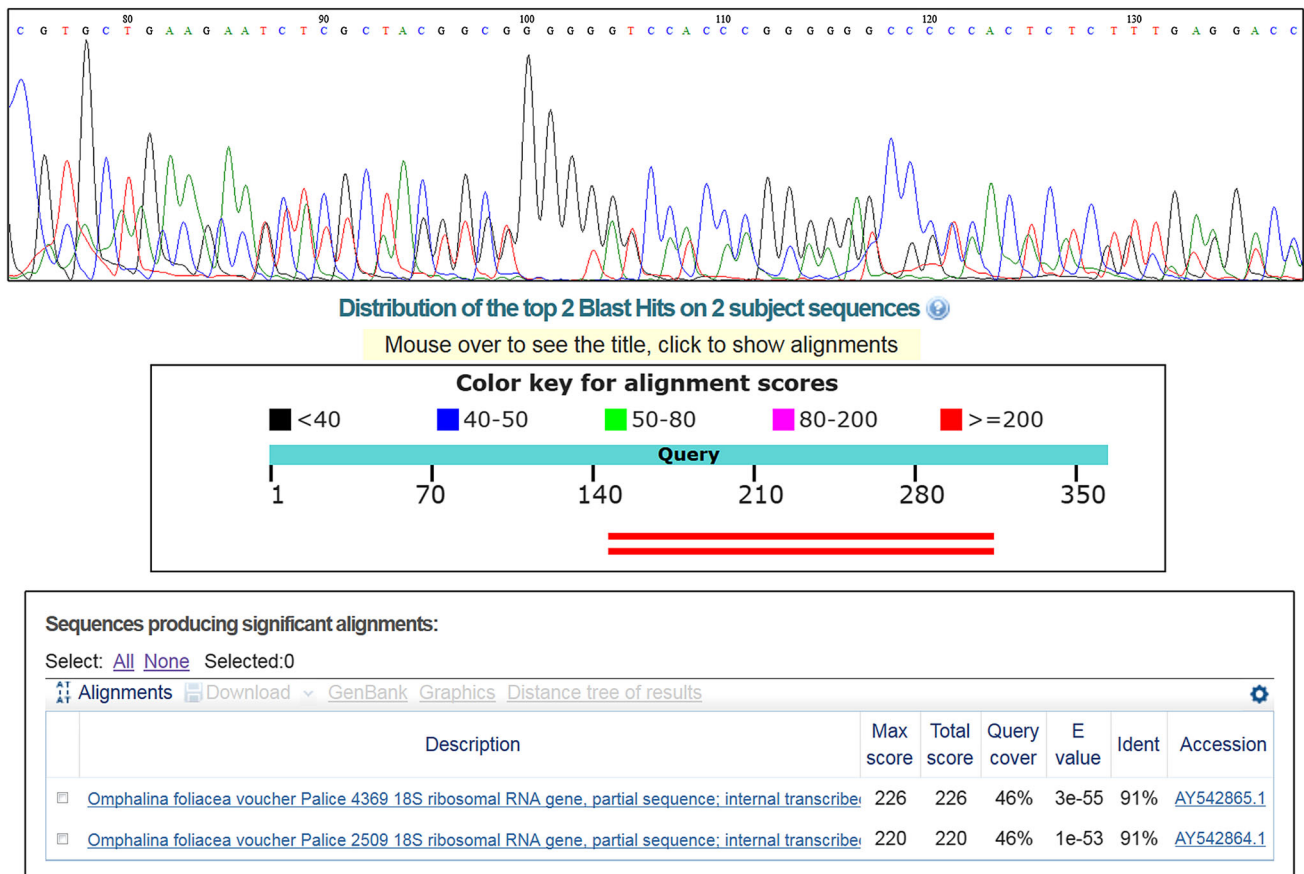 80 90 100 110 120 130
C G T G C T G A A G A A T C T C G C T A C G G C G G G G G G T C C A C C C G G G G G G C C C C C A C T C T C T T T G A G G A C C
Distribution of the top 2 Blast Hits on 2 subject sequences ?
Mouse over to see the title, click to show alignments
Color key for alignment scores
<40 40-50 50-80 80-200 >=200
Query
1 70 140 210 280 350
Sequences producing significant alignments:
Select: All None Selected:0
Alignments Download GenBank Graphics Distance tree of results
Description Max score Total score Query cover E value Ident Accession
Omphalina foliacea voucher Palice 4369 18S ribosomal RNA gene, partial sequence; internal transcribe 226 226 46% 3e-55 91% AY542865.1
Omphalina foliacea voucher Palice 2509 18S ribosomal RNA gene, partial sequence; internal transcribe 220 220 46% 1e-53 91% AY542864.1